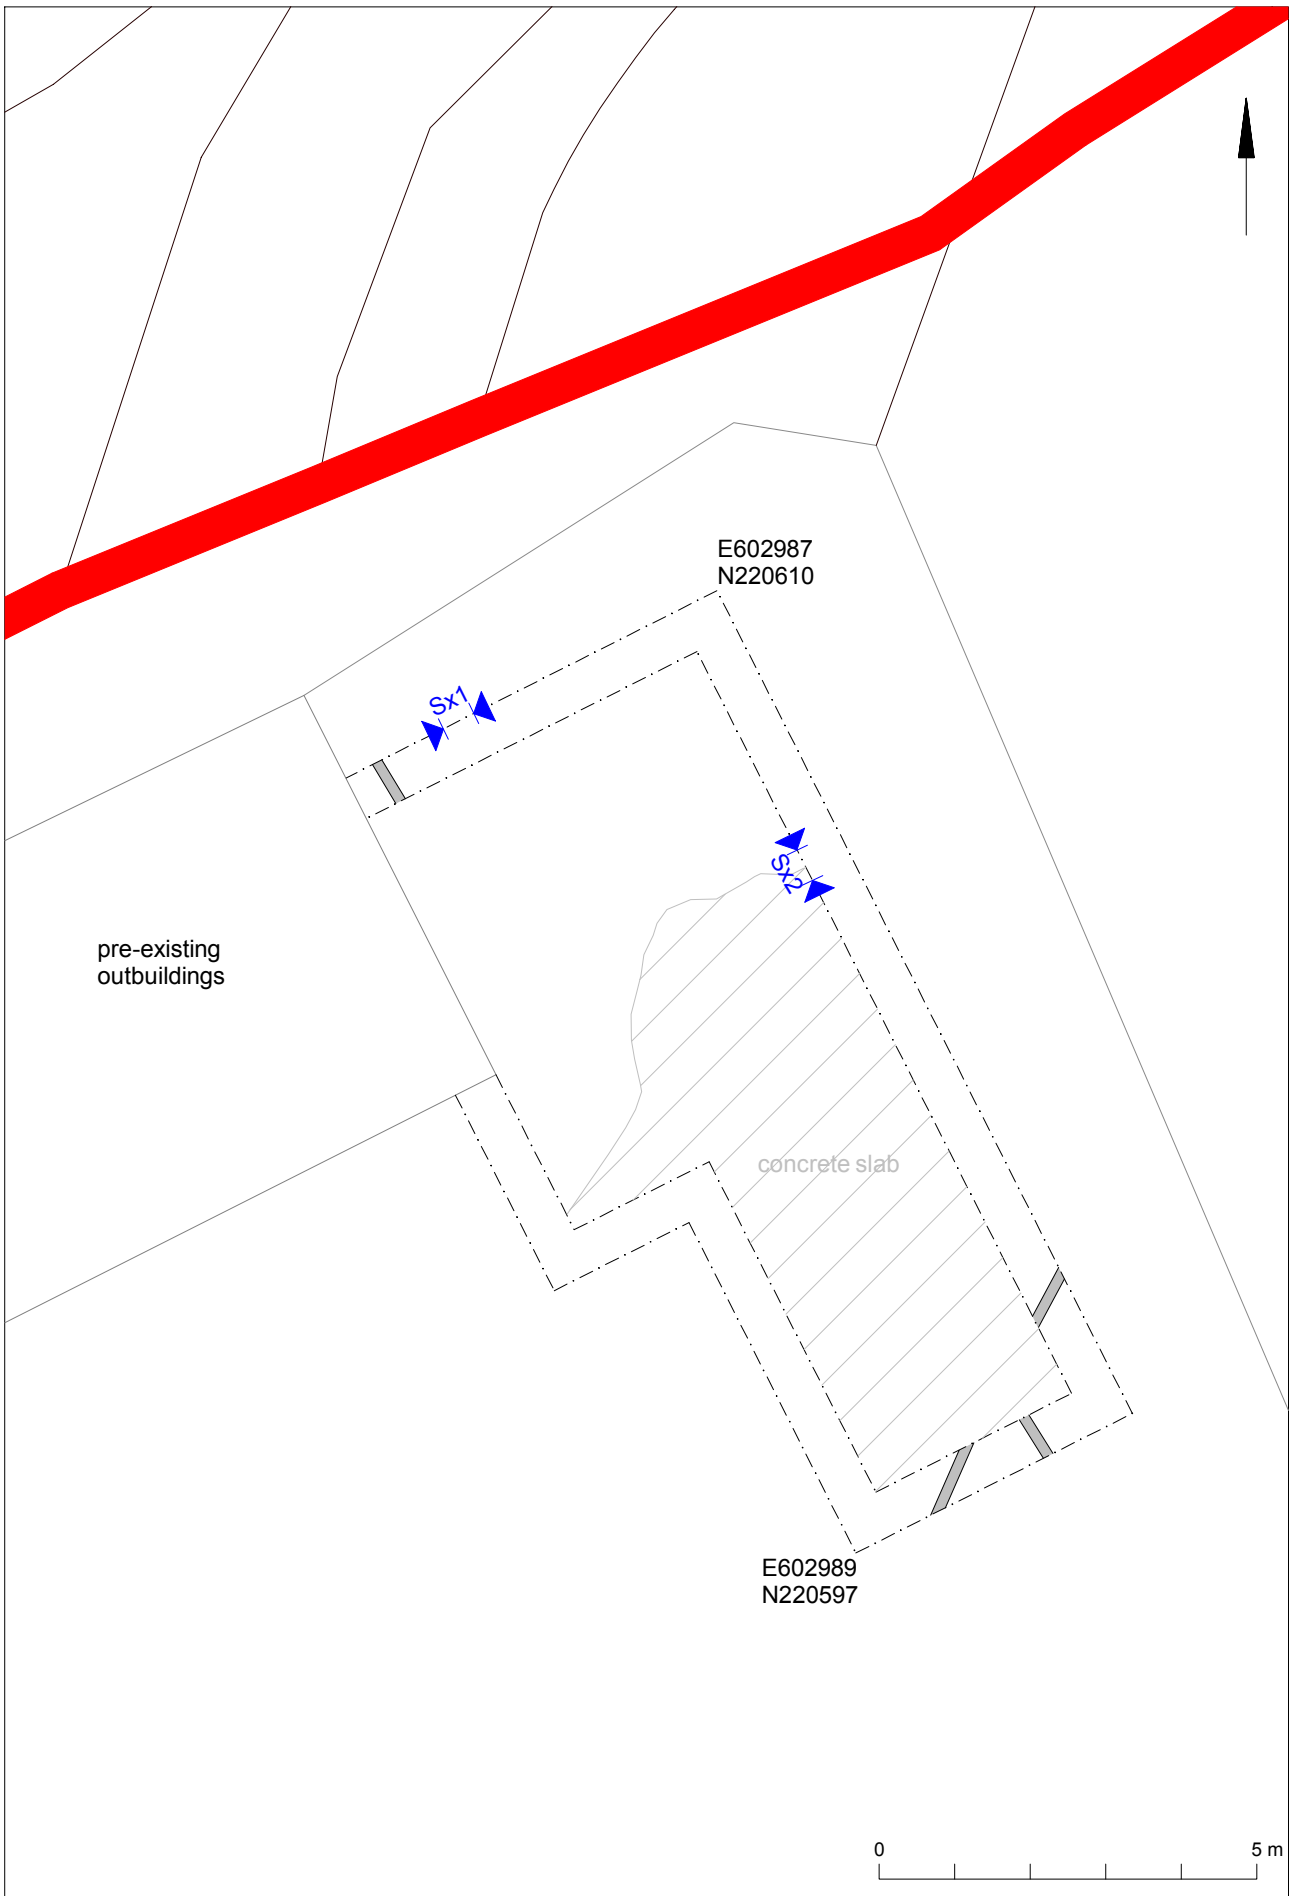 E602987
N220610
Sx1
Sx2
pre-existing
outbuildings
concrete slab
E602989
N220597
0 5 m